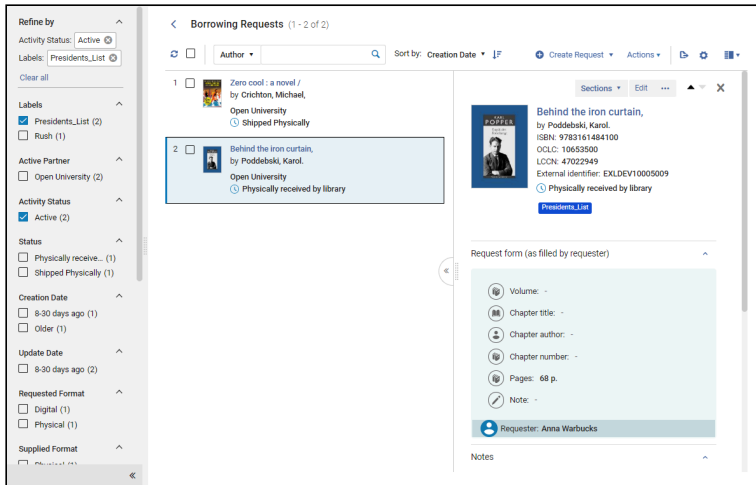 Refine by
Activity Status: Active
Labels: Presidents_List
Clear all
Labels
Presidents_List (2)
Rush (1)
Active Partner
Open University (2)
Activity Status
Active (2)
Status
Physically receive... (1)
Shipped Physically (1)
Creation Date
8-30 days ago (1)
Older (1)
Update Date
8-30 days ago (2)
Requested Format
Digital (1)
Physical (1)
Supplied Format
Physical (1)
Borrowing Requests (1 - 2 of 2)
Author
Sort by: Creation Date
Create Request
Actions
1
Zero cool : a novel /
by Crichton, Michael,
Open University
Shipped Physically
2
Behind the iron curtain,
by Poddebski, Karol.
Open University
Physically received by library
Sections
Edit
POPPER
Behind the iron curtain,
by Poddebski, Karol.
ISBN: 9783161484100
OCLC: 10653500
LCCN: 47022949
External identifier: EXLDEV10005009
Physically received by library
Presidents_List
Request form (as filled by requester)
Volume: -
Chapter title: -
Chapter author: -
Chapter number: -
Pages: 68 p.
Note: -
Requester: Anna Warbucks
Notes